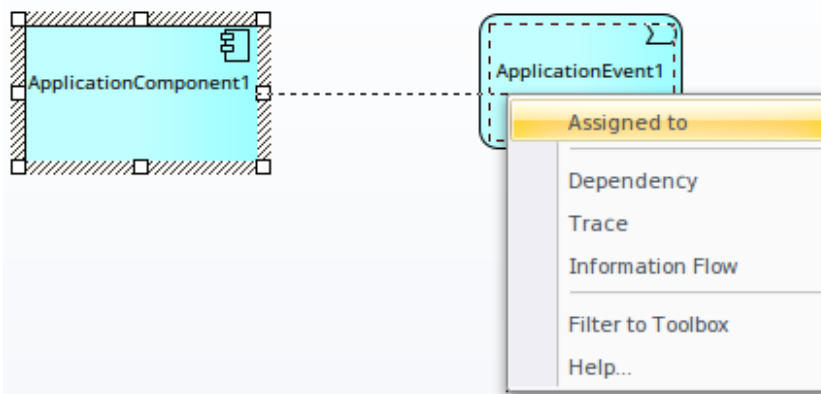 ApplicationComponent1
ApplicationEvent1
Assigned to
Dependency
Trace
Information Flow
Filter to Toolbox
Help...